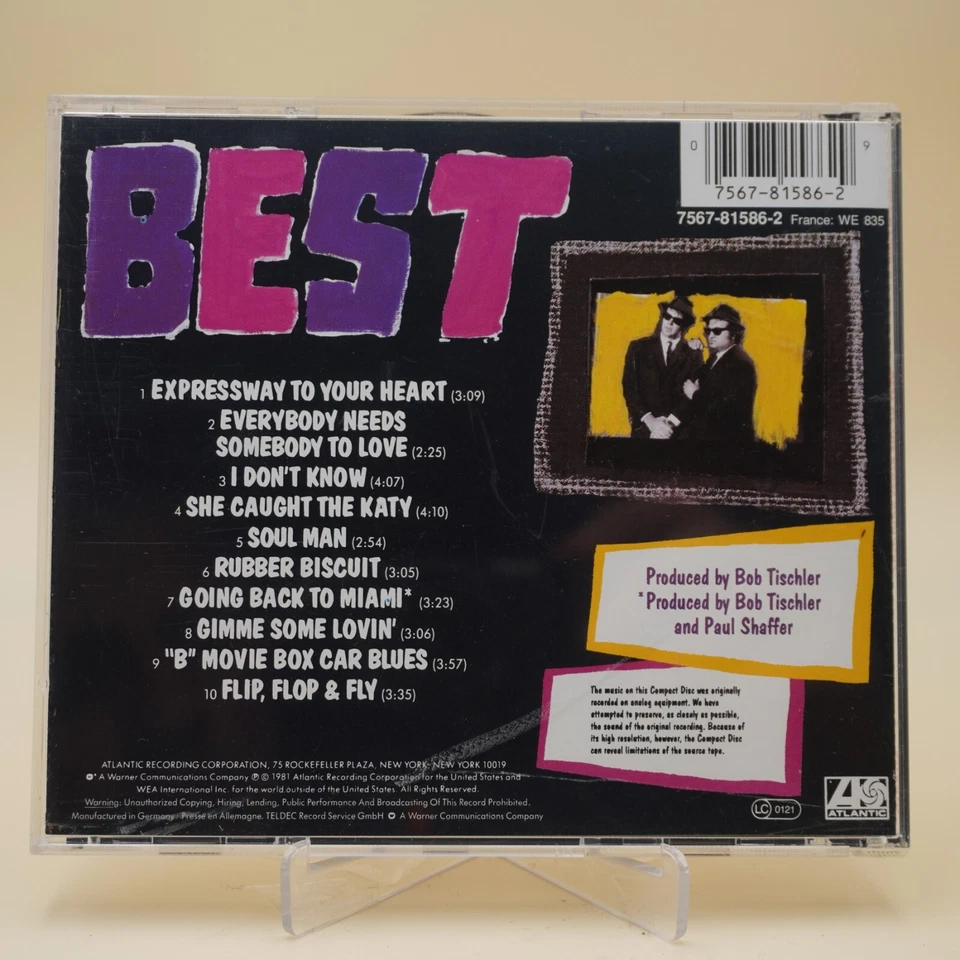 BEST
0 9
7567-81586-2
7567-81586-2 France: WE 835
1 EXPRESSWAY TO YOUR HEART (3:09)
2 EVERYBODY NEEDS
SOMEBODY TO LOVE (2:25)
3 I DON'T KNOW (4:07)
4 SHE CAUGHT THE KATY (4:10)
5 SOUL MAN (2:54)
6 RUBBER BISCUIT (3:05)
7 GOING BACK TO MIAMI* (3:23)
8 GIMME SOME LOVIN' (3:06)
9 "B" MOVIE BOX CAR BLUES (3:57)
10 FLIP, FLOP & FLY (3:35)
Produced by Bob Tischler
*Produced by Bob Tischler
and Paul Shaffer
The music on this Compact Disc was originally
recorded on analog equipment. We have
attempted to preserve, as closely as possible,
the sound of the original recording. Because of
its high resolution, however, the Compact Disc
can reveal limitations of the source tape.
ATLANTIC RECORDING CORPORATION, 75 ROCKEFELLER PLAZA, NEW YORK, NEW YORK 10019
A Warner Communications Company ℗ © 1981 Atlantic Recording Corporation for the United States and
WEA International Inc. for the world outside of the United States. All Rights Reserved.
Warning: Unauthorized Copying, Hiring, Lending, Public Performance And Broadcasting Of This Record Prohibited.
Manufactured in Germany / Presse en Allemagne. TELDEC Record Service GmbH A Warner Communications Company
LC 0121
ATLANTIC